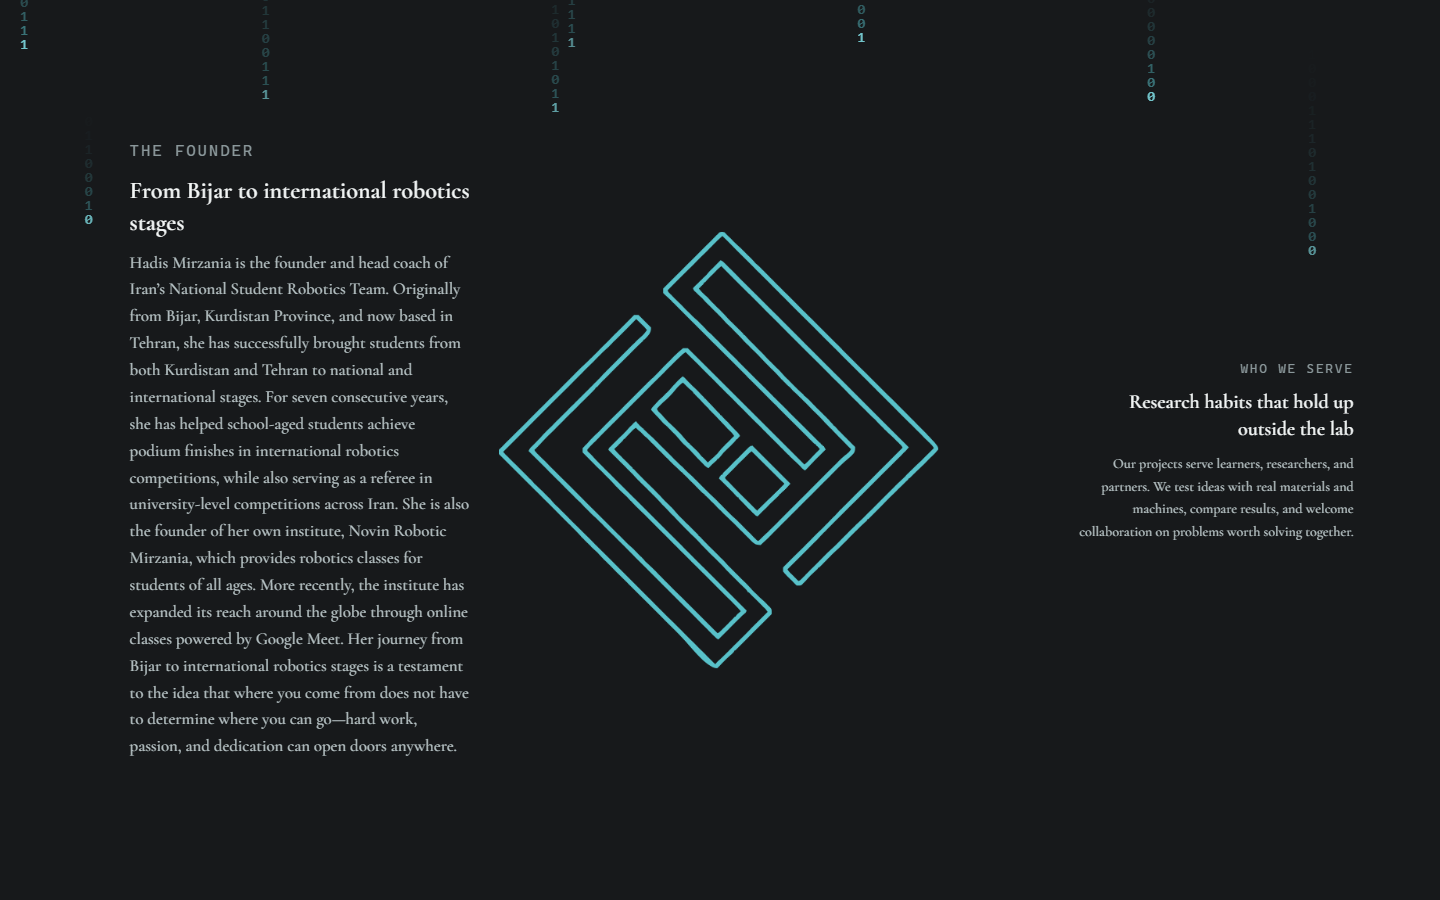 THE FOUNDER
From Bijar to international robotics
stages
Hadis Mirzania is the founder and head coach of
Iran’s National Student Robotics Team. Originally
from Bijar, Kurdistan Province, and now based in
Tehran, she has successfully brought students from
both Kurdistan and Tehran to national and
international stages. For seven consecutive years,
she has helped school-aged students achieve
podium finishes in international robotics
competitions, while also serving as a referee in
university-level competitions across Iran. She is also
the founder of her own institute, Novin Robotic
Mirzania, which provides robotics classes for
students of all ages. More recently, the institute has
expanded its reach around the globe through online
classes powered by Google Meet. Her journey from
Bijar to international robotics stages is a testament
to the idea that where you come from does not have
to determine where you can go—hard work,
passion, and dedication can open doors anywhere.
WHO WE SERVE
Research habits that hold up
outside the lab
Our projects serve learners, researchers, and
partners. We test ideas with real materials and
machines, compare results, and welcome
collaboration on problems worth solving together.